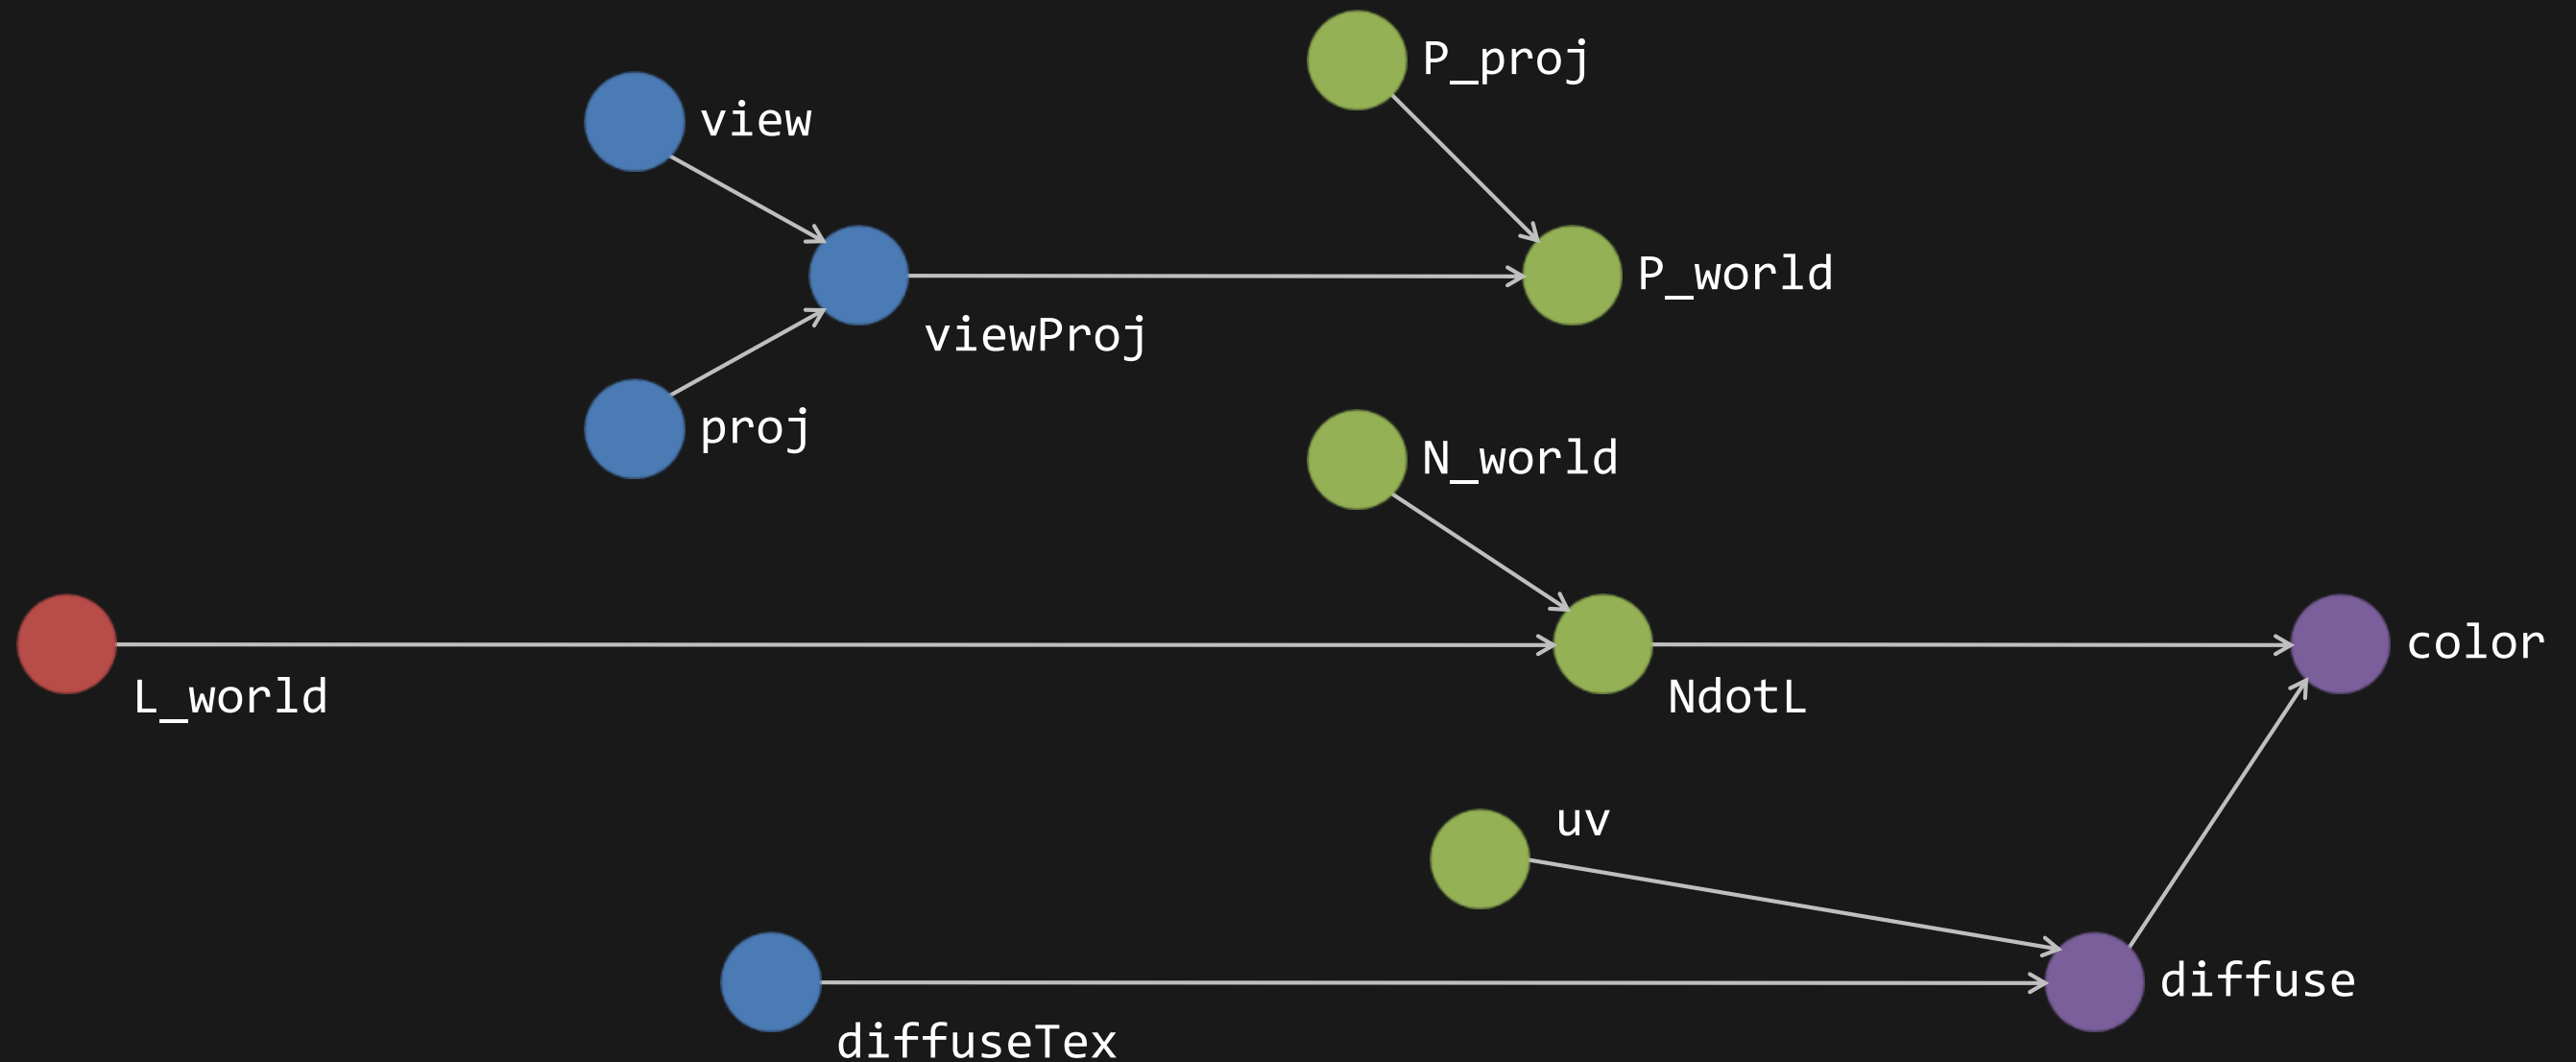 P_proj
view
P_world
viewProj
proj
N_world
color
L_world
NdotL
uv
diffuse
diffuseTex